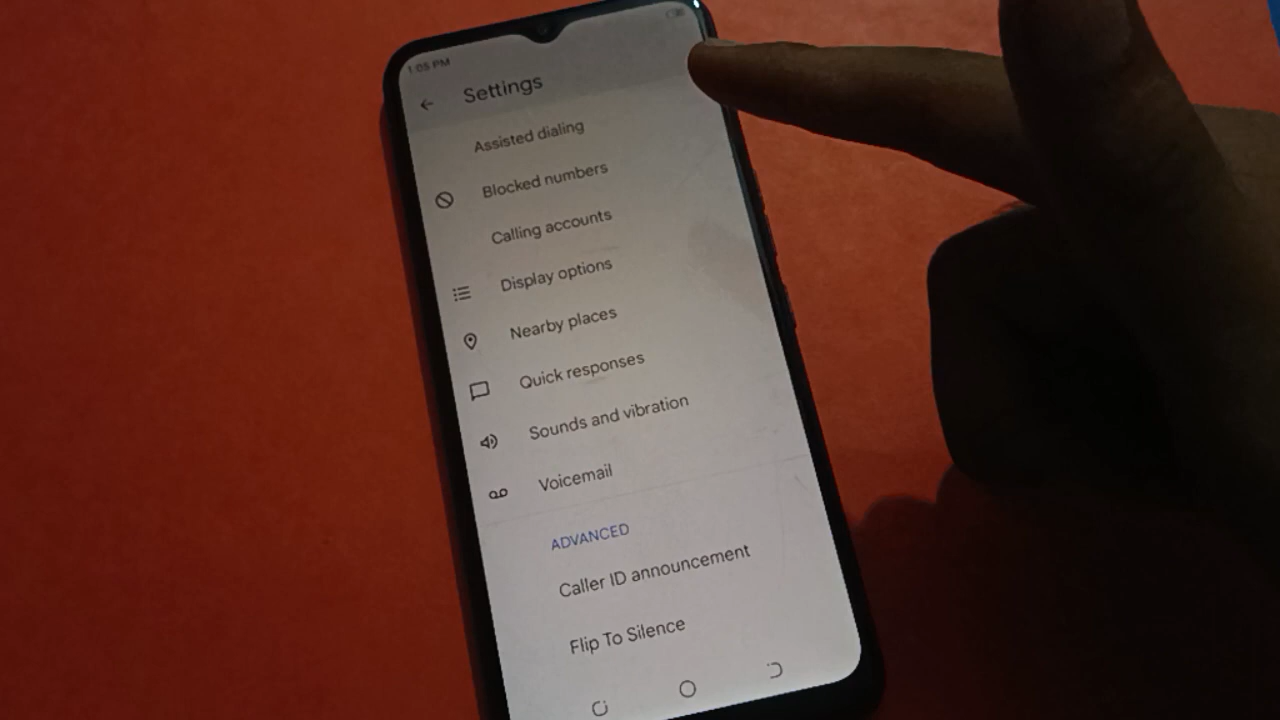 1:05 PM
Settings
Assisted dialing
Blocked numbers
Calling accounts
Display options
Nearby places
Quick responses
Sounds and vibration
Voicemail
ADVANCED
Caller ID announcement
Flip To Silence